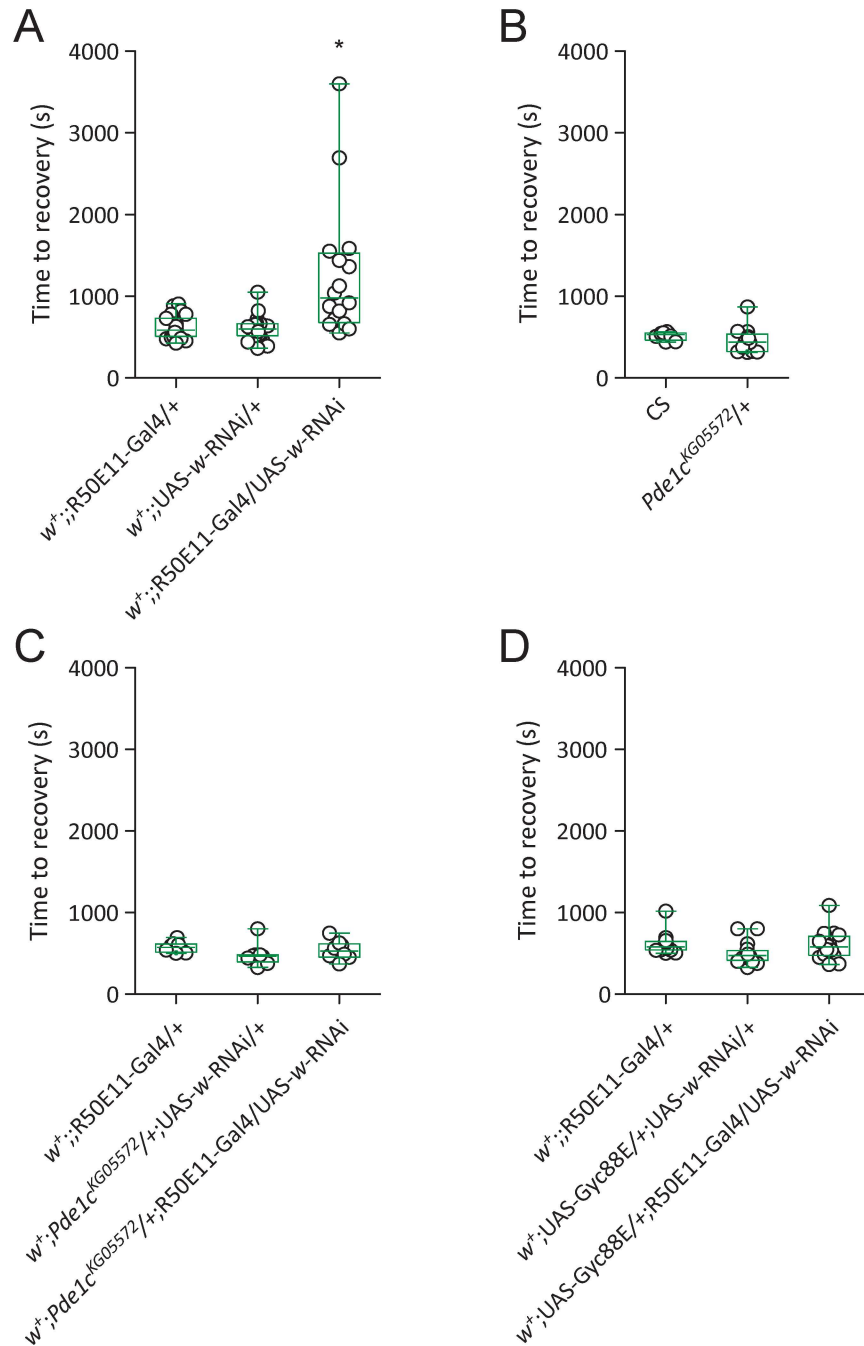 A
B
4000
3000
2000
1000
0
Time to recovery (s)
*
w⁺;;R50E11-Gal4/+
w⁺;;UAS-w-RNAi/+
w⁺;;R50E11-Gal4/UAS-w-RNAi
4000
3000
2000
1000
0
Time to recovery (s)
CS
Pde1cᴷᴳ⁰⁵⁵⁷²/+
C
D
4000
3000
2000
1000
0
Time to recovery (s)
w⁺;;R50E11-Gal4/+
w⁺;Pde1cᴷᴳ⁰⁵⁵⁷²/+;UAS-w-RNAi/+
w⁺;Pde1cᴷᴳ⁰⁵⁵⁷²/+;R50E11-Gal4/UAS-w-RNAi
4000
3000
2000
1000
0
Time to recovery (s)
w⁺;;R50E11-Gal4/+
w⁺;UAS-Gyc88E/+;UAS-w-RNAi/+
w⁺;UAS-Gyc88E/+;R50E11-Gal4/UAS-w-RNAi